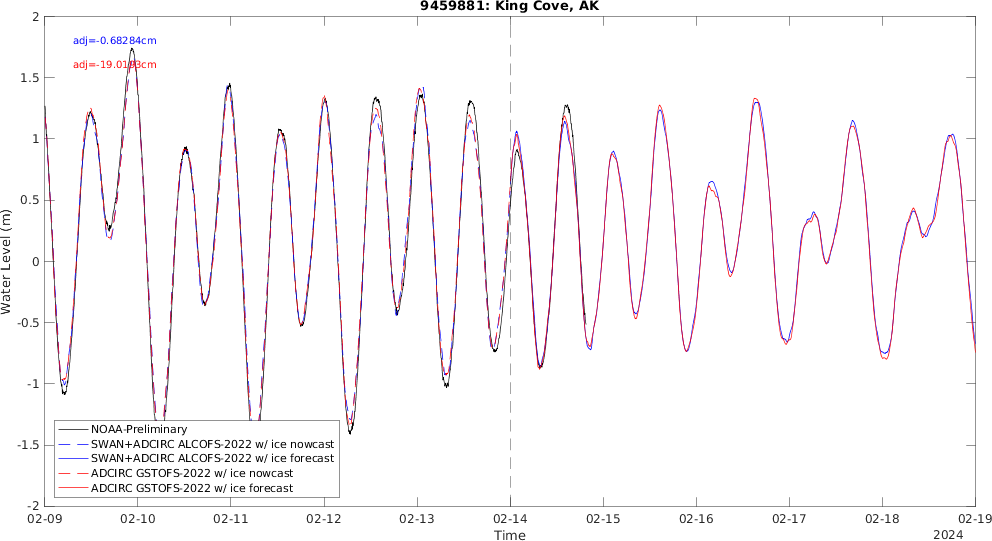 9459881: King Cove, AK
adj=-0.68284cm
adj=-19.0193cm
Water Level (m)
2
1.5
1
0.5
0
-0.5
-1
-1.5
-2
NOAA-Preliminary
SWAN+ADCIRC ALCOFS-2022 w/ ice nowcast
SWAN+ADCIRC ALCOFS-2022 w/ ice forecast
ADCIRC GSTOFS-2022 w/ ice nowcast
ADCIRC GSTOFS-2022 w/ ice forecast
02-09 02-10 02-11 02-12 02-13 02-14 02-15 02-16 02-17 02-18 02-19
Time
2024